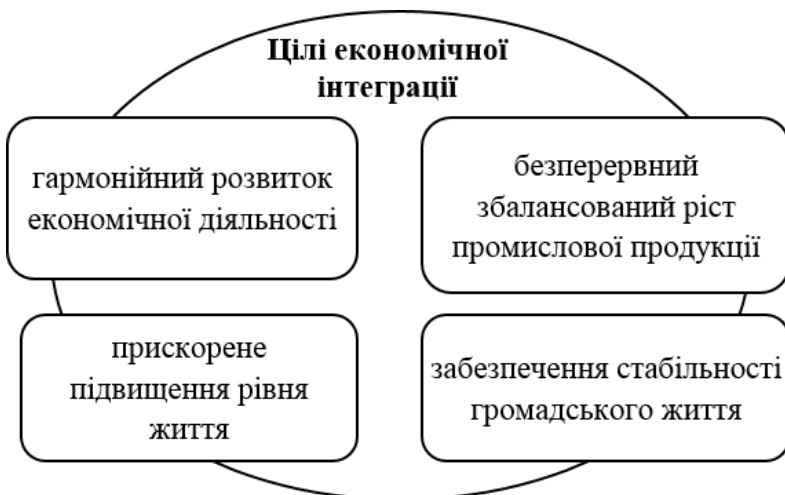 Цілі економічної
інтеграції
гармонійний розвиток
економічної діяльності
безперервний
збалансований ріст
промислової продукції
прискорене
підвищення рівня
життя
забезпечення стабільності
громадського життя